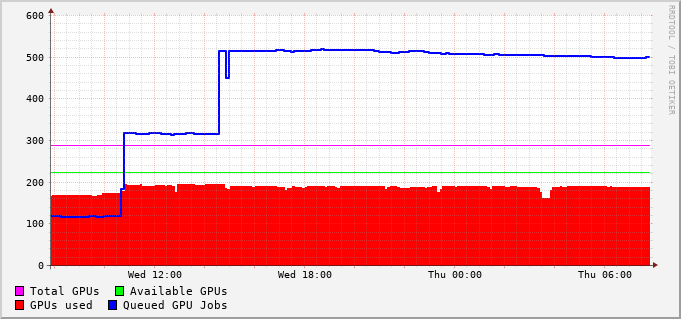 600
500
400
300
200
100
0
Wed 12:00 Wed 18:00 Thu 00:00 Thu 06:00
Total GPUs Available GPUs
GPUs used Queued GPU Jobs
RRDTOOL / TOBI OETIKER